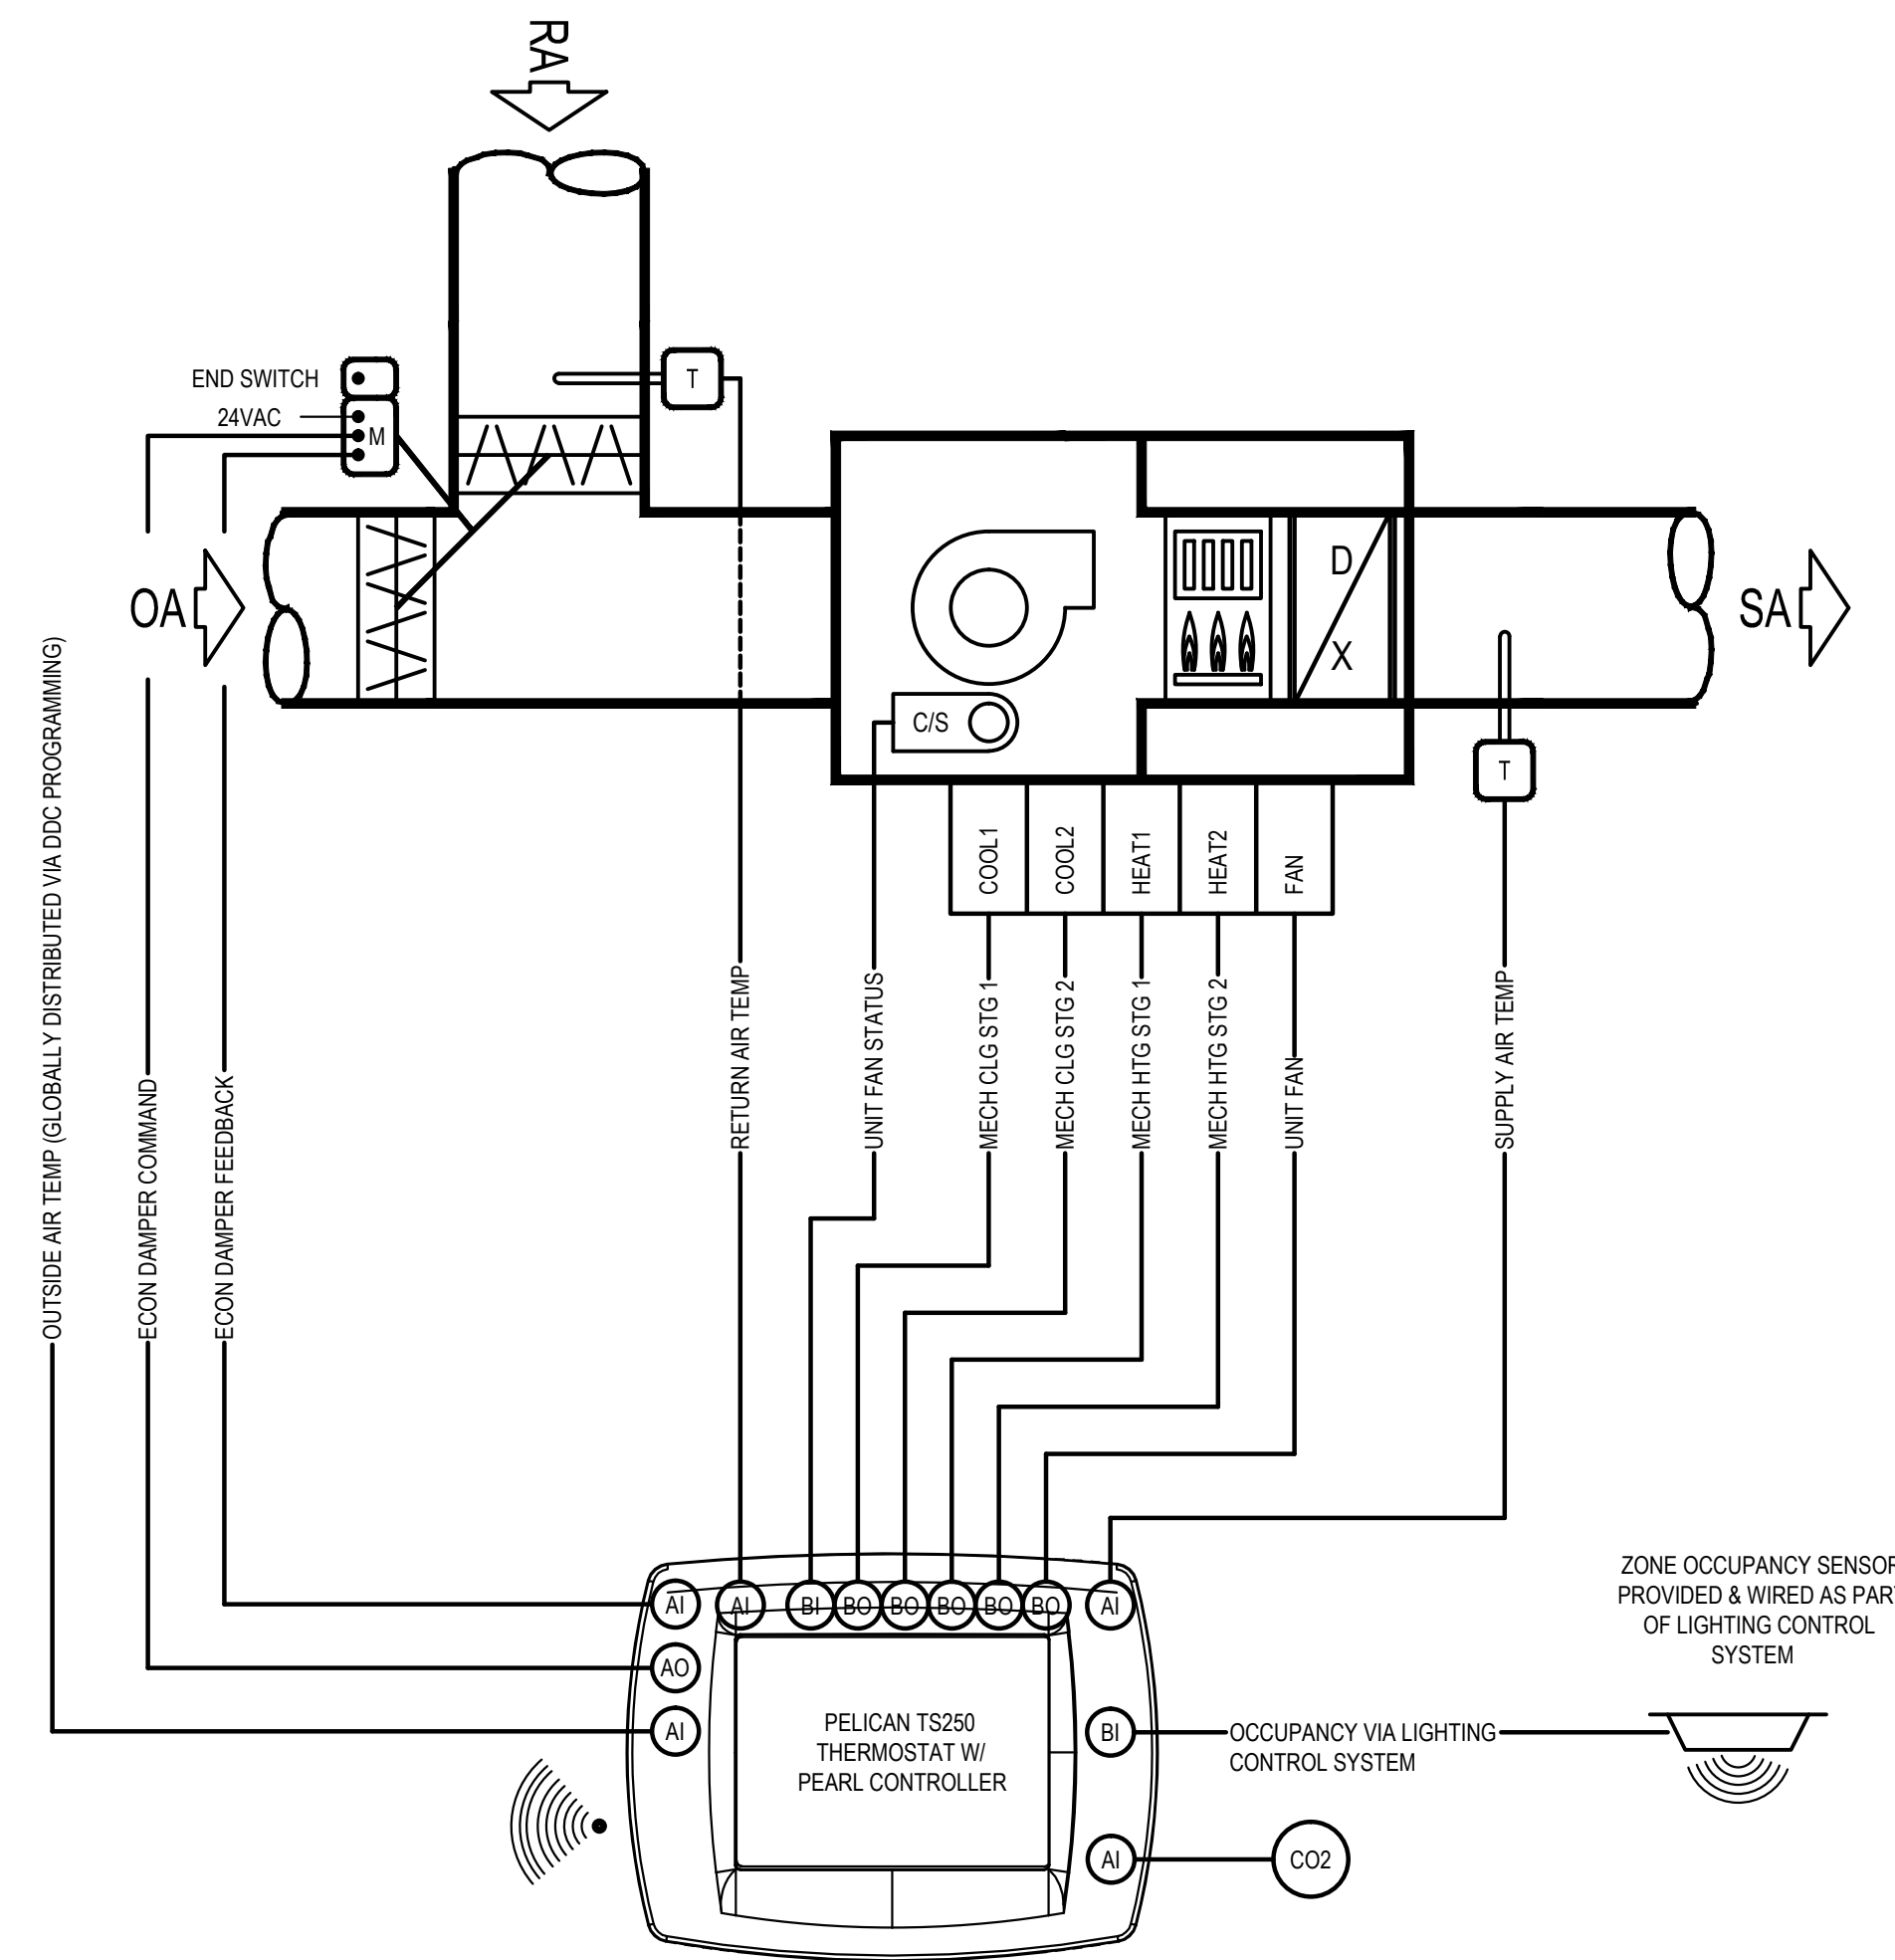 RA
END SWITCH
24VAC
M
T
OA
SA
D
X
C/S
T
COOL1
COOL2
HEAT1
HEAT2
FAN
OUTSIDE AIR TEMP (GLOBALLY DISTRIBUTED VIA DDC PROGRAMMING)
ECON DAMPER COMMAND
ECON DAMPER FEEDBACK
RETURN AIR TEMP
UNIT FAN STATUS
MECH CLG STG 1
MECH CLG STG 2
MECH HTG STG 1
MECH HTG STG 2
UNIT FAN
SUPPLY AIR TEMP
ZONE OCCUPANCY SENSOR
PROVIDED & WIRED AS PART
OF LIGHTING CONTROL
SYSTEM
AI
AI
BI
BO
BO
BO
BO
BO
AI
AO
AI
PELICAN TS250
THERMOSTAT W/
PEARL CONTROLLER
BI
OCCUPANCY VIA LIGHTING
CONTROL SYSTEM
AI
CO2